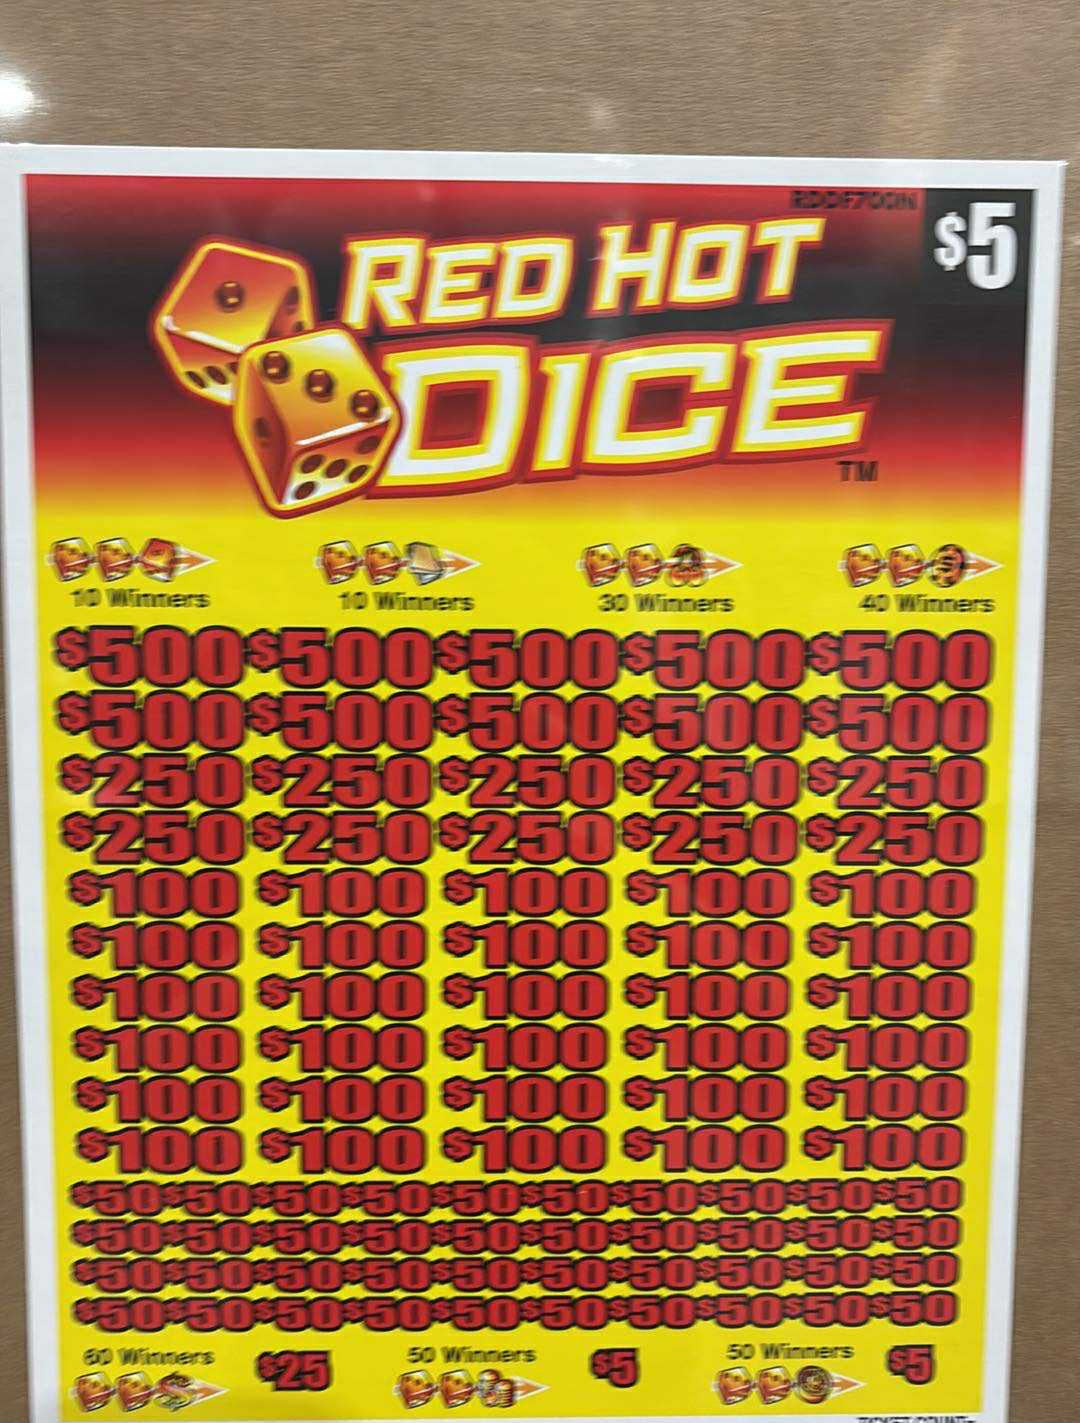 RDOF700N
$5
RED HOT
DICE
TM
10 Winners 10 Winners 30 Winners 40 Winners
$500 $500 $500 $500 $500
$500 $500 $500 $500 $500
$250 $250 $250 $250 $250
$250 $250 $250 $250 $250
$100 $100 $100 $100 $100
$100 $100 $100 $100 $100
$100 $100 $100 $100 $100
$100 $100 $100 $100 $100
$100 $100 $100 $100 $100
$100 $100 $100 $100 $100
$50 $50 $50 $50 $50 $50 $50 $50 $50 $50
$50 $50 $50 $50 $50 $50 $50 $50 $50 $50
$50 $50 $50 $50 $50 $50 $50 $50 $50 $50
$50 $50 $50 $50 $50 $50 $50 $50 $50 $50
60 Winners $25 50 Winners $5 50 Winners $5
TICKET COUNT: